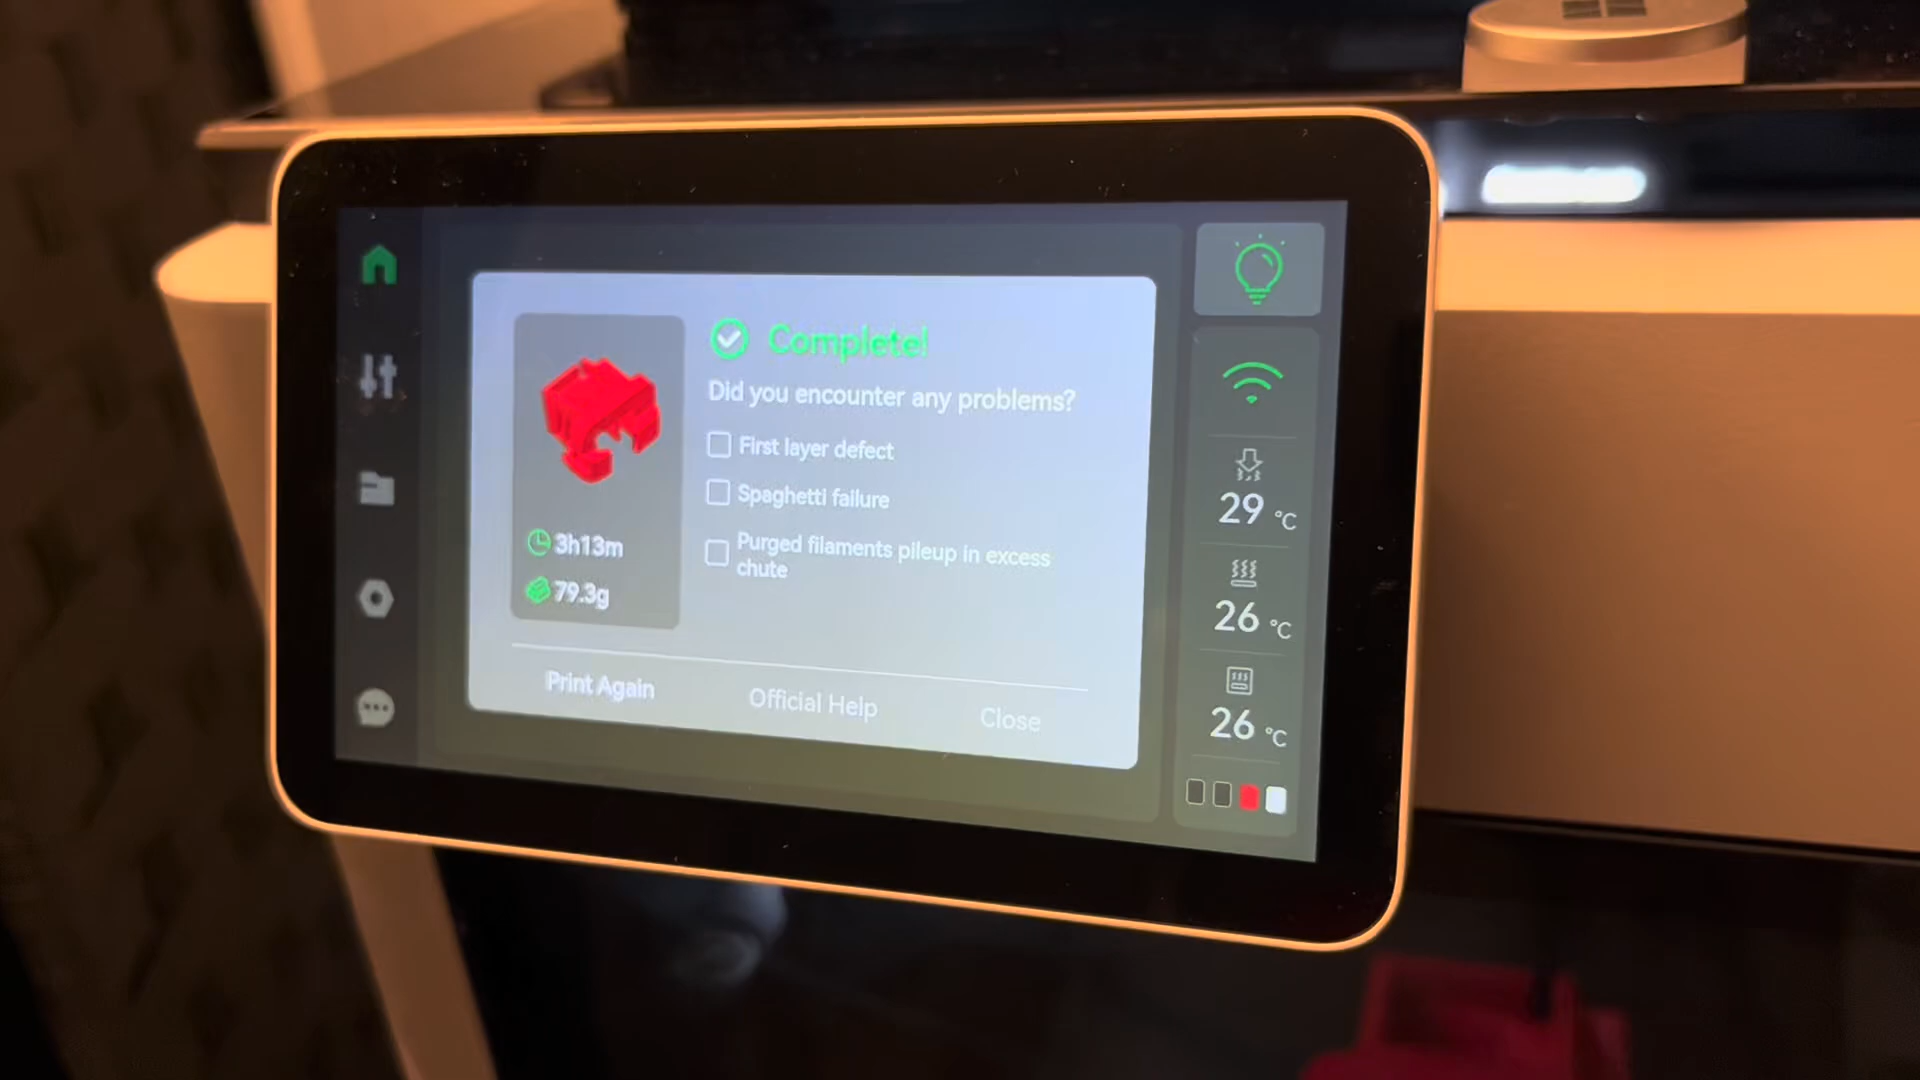 Complete!
Did you encounter any problems?
First layer defect
Spaghetti failure
Purged filaments pileup in excess
chute
3h13m
79.3g
Print Again
Official Help
Close
29 °C
26 °C
26 °C